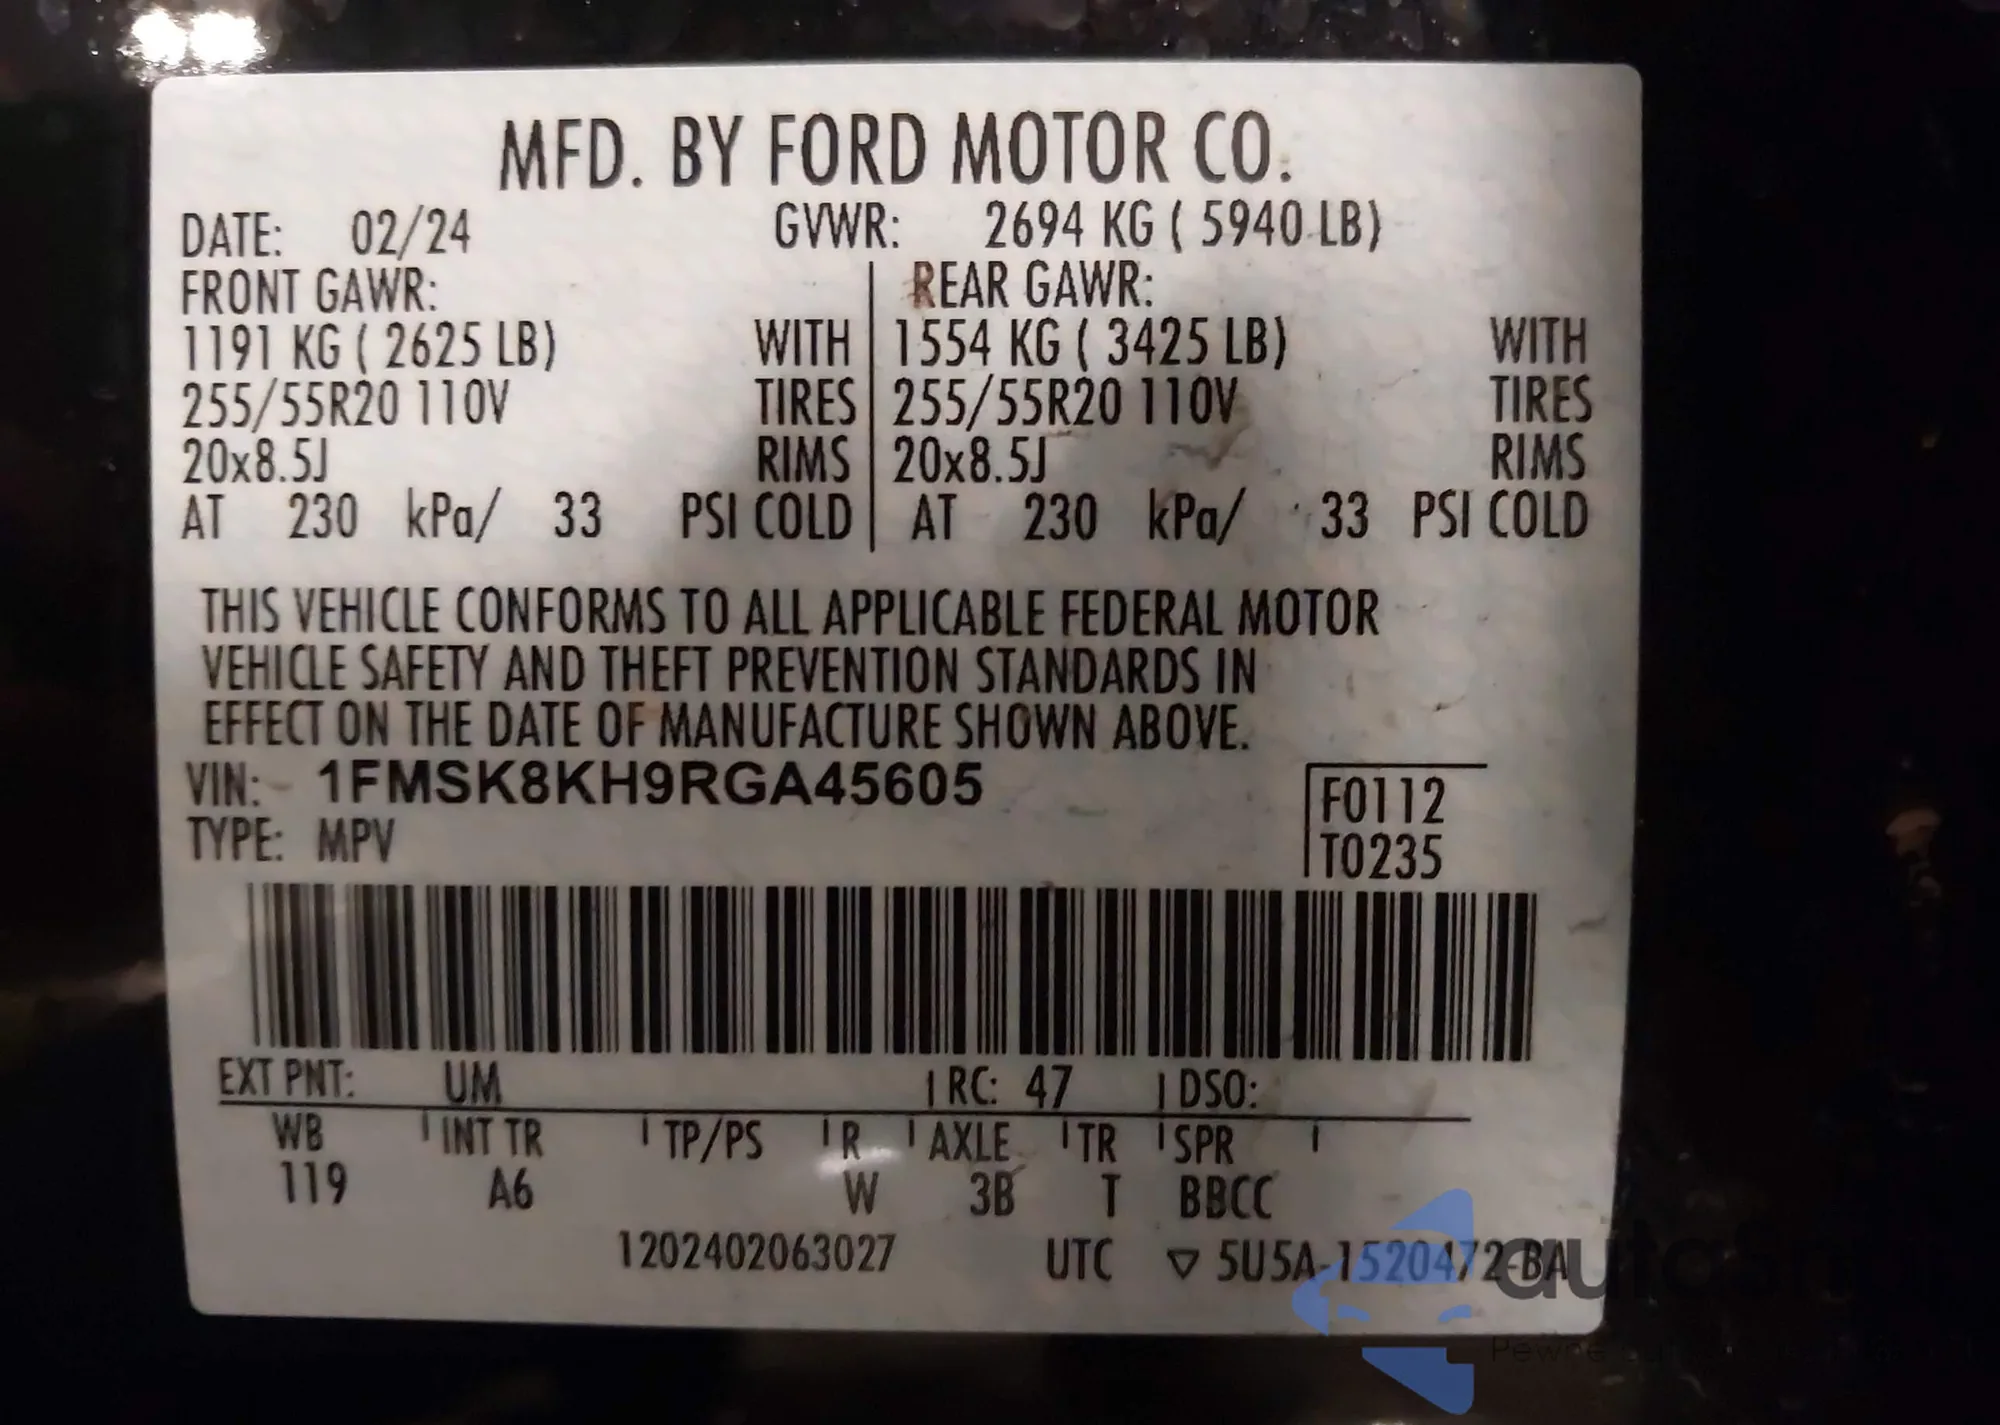 MFD. BY FORD MOTOR CO.
DATE: 02/24 GVWR: 2694 KG ( 5940 LB)
FRONT GAWR: REAR GAWR:
1191 KG ( 2625 LB) WITH 1554 KG ( 3425 LB) WITH
255/55R20 110V TIRES 255/55R20 110V TIRES
20x8.5J RIMS 20x8.5J RIMS
AT 230 kPa/ 33 PSI COLD AT 230 kPa/ 33 PSI COLD
THIS VEHICLE CONFORMS TO ALL APPLICABLE FEDERAL MOTOR
VEHICLE SAFETY AND THEFT PREVENTION STANDARDS IN
EFFECT ON THE DATE OF MANUFACTURE SHOWN ABOVE.
VIN: 1FMSK8KH9RGA45605
F0112
TYPE: MPV
T0235
EXT PNT: UM RC: 47 DSO:
WB INT TR TP/PS R AXLE TR SPR
119 A6 W 3B T BBCC
1202402063027 UTC ▽ 5U5A-1520472-BA